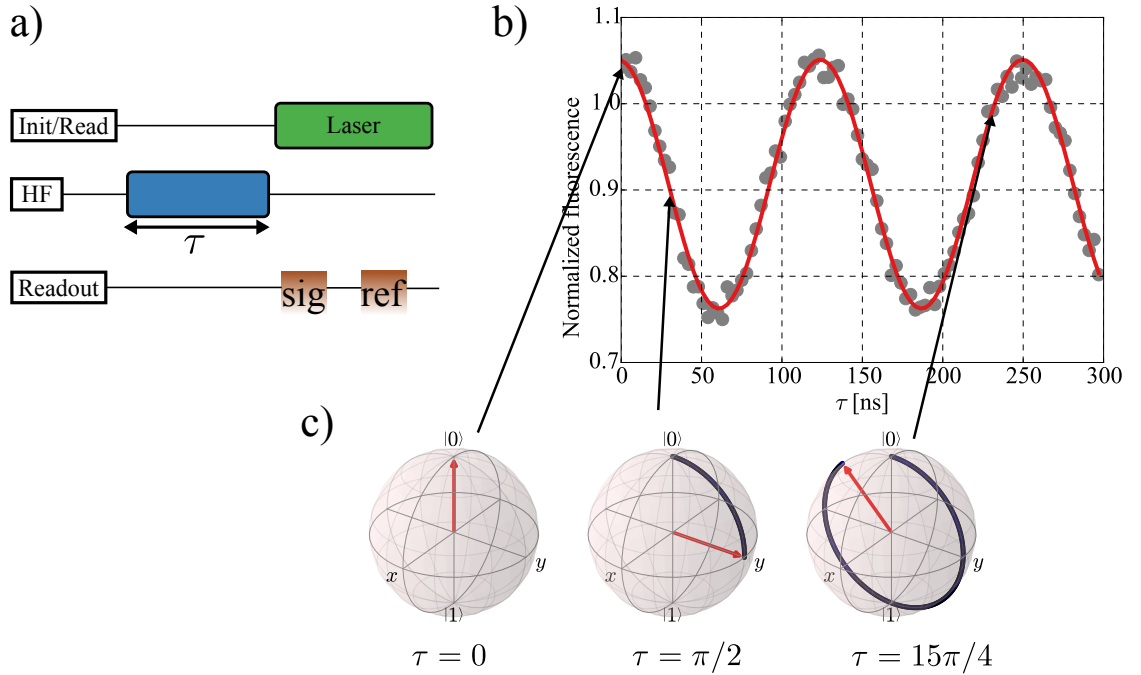 a)
Init/Read
Laser
HF
τ
Readout
sig
ref
b)
Normalized fluorescence
1.1
1.0
0.9
0.8
0.7
0
50
100
150
200
250
300
τ [ns]
c)
|0⟩
x
y
|1⟩
τ = 0
|0⟩
y
|1⟩
τ = π/2
|0⟩
x
y
|1⟩
τ = 15π/4